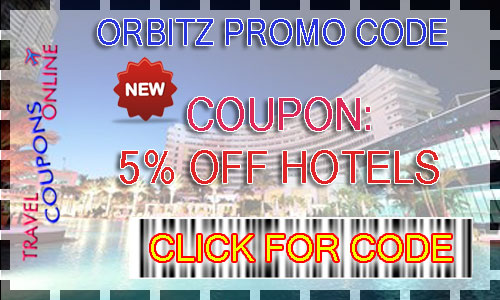 ORBITZ PROMO CODE
NEW
COUPON:
5% OFF HOTELS
CLICK FOR CODE
TRAVEL
COUPONS
ONLINE